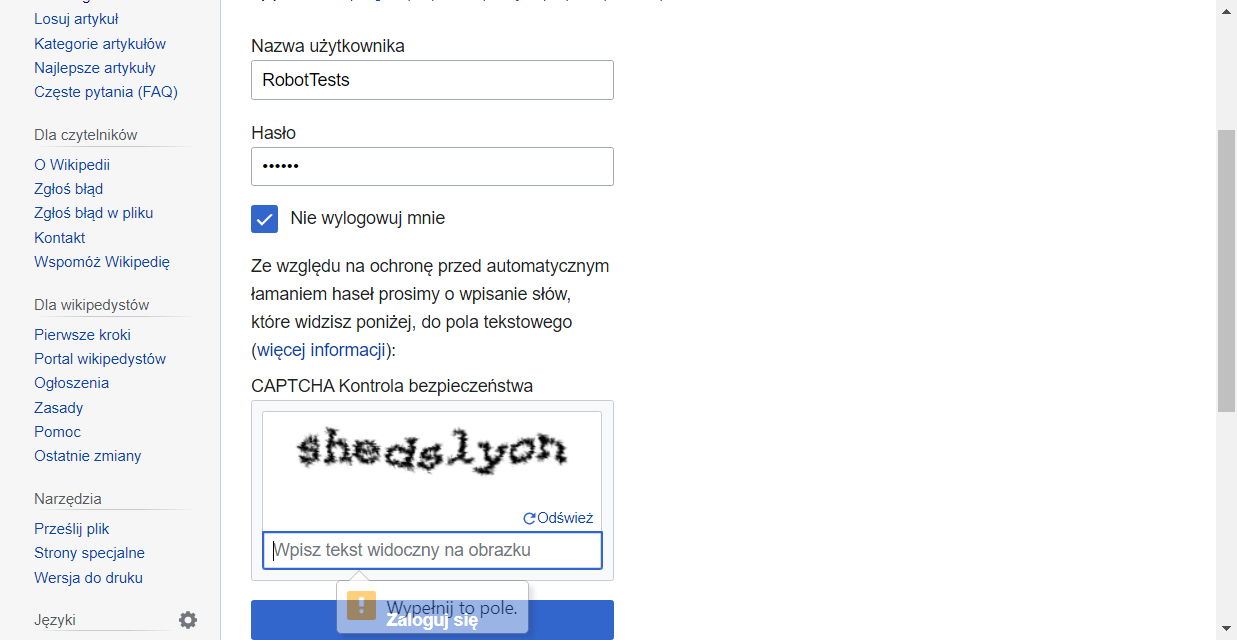 Losuj artykuł
Kategorie artykułów
Najlepsze artykuły
Częste pytania (FAQ)
Dla czytelników
O Wikipedii
Zgłoś błąd
Zgłoś błąd w pliku
Kontakt
Wspomóż Wikipedię
Dla wikipedystów
Pierwsze kroki
Portal wikipedystów
Ogłoszenia
Zasady
Pomoc
Ostatnie zmiany
Narzędzia
Prześlij plik
Strony specjalne
Wersja do druku
Języki
Nazwa użytkownika
RobotTests
Hasło
••••••
Nie wylogowuj mnie
Ze względu na ochronę przed automatycznym
łamaniem haseł prosimy o wpisanie słów,
które widzisz poniżej, do pola tekstowego
(więcej informacji):
CAPTCHA Kontrola bezpieczeństwa
shedslyon
Odśwież
Wpisz tekst widoczny na obrazku
Wypełnij to pole.
Zaloguj się